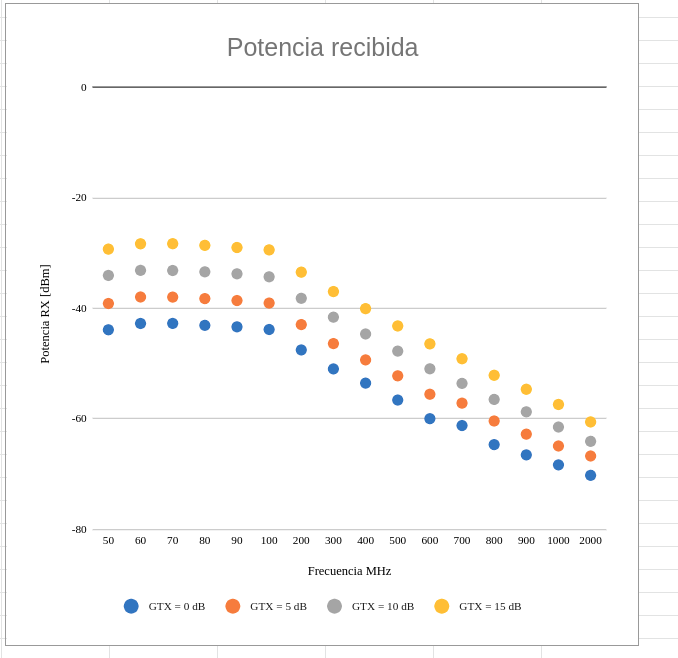 Potencia recibida
0
-20
-40
-60
-80
Potencia RX [dBm]
50 60 70 80 90 100 200 300 400 500 600 700 800 900 1000 2000
Frecuencia MHz
GTX = 0 dB GTX = 5 dB GTX = 10 dB GTX = 15 dB